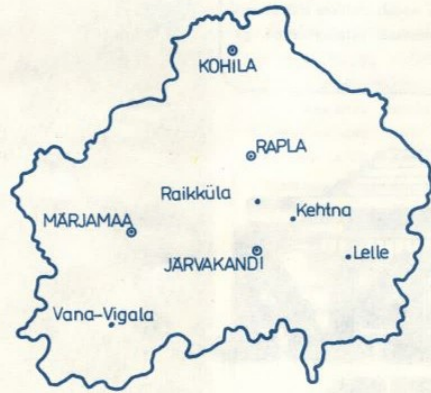 KOHILA
RAPLA
Raikküla
Kehtna
MÄRJAMAA
JÄRVAKANDI
Lelle
Vana-Vigala